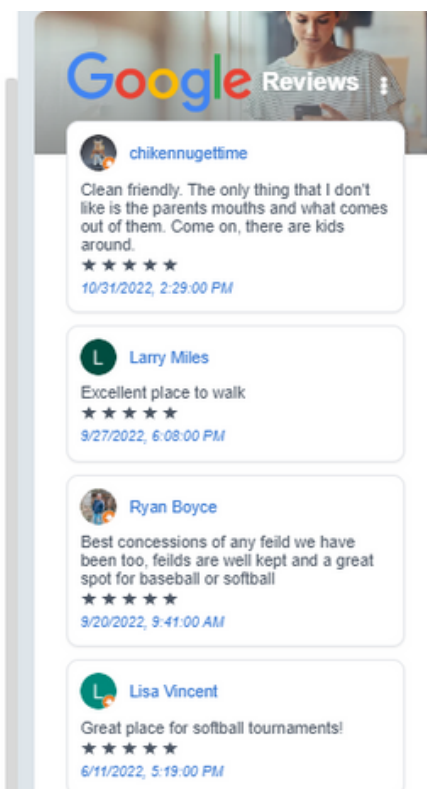 Google Reviews
chikennugettime
Clean friendly. The only thing that I don't
like is the parents mouths and what comes
out of them. Come on, there are kids
around.
★★★★★
10/31/2022, 2:29:00 PM
L Larry Miles
Excellent place to walk
★★★★★
9/27/2022, 6:08:00 PM
Ryan Boyce
Best concessions of any feild we have
been too, feilds are well kept and a great
spot for baseball or softball
★★★★★
9/20/2022, 9:41:00 AM
L Lisa Vincent
Great place for softball tournaments!
★★★★★
6/11/2022, 5:19:00 PM